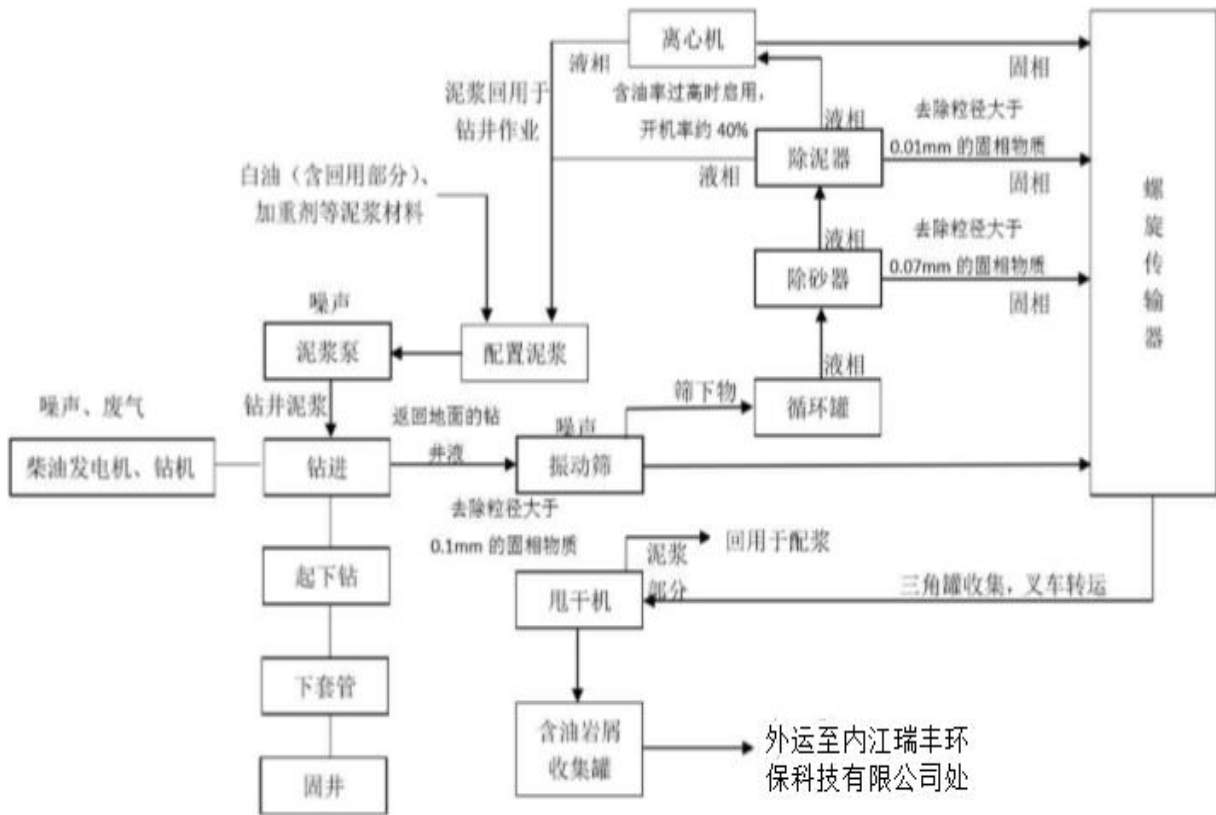 离心机
液相
固相
泥浆回用于
钻井作业
含油率过高时启用，
开机率约 40%
液相
去除粒径大于
0.01mm 的固相物质
除泥器
液相
固相
白油（含回用部分）、
加重剂等泥浆材料
液相
去除粒径大于
0.07mm 的固相物质
除砂器
固相
螺旋传输器
噪声
泥浆泵
配置泥浆
液相
钻井泥浆
筛下物
循环罐
噪声、废气
返回地面的钻
井液
噪声
柴油发电机、钻机
钻进
振动筛
去除粒径大于
0.1mm 的固相物质
起下钻
泥浆
部分
回用于配浆
甩干机
三角罐收集，叉车转运
下套管
含油岩屑
收集罐
外运至内江瑞丰环
保科技有限公司处
固井